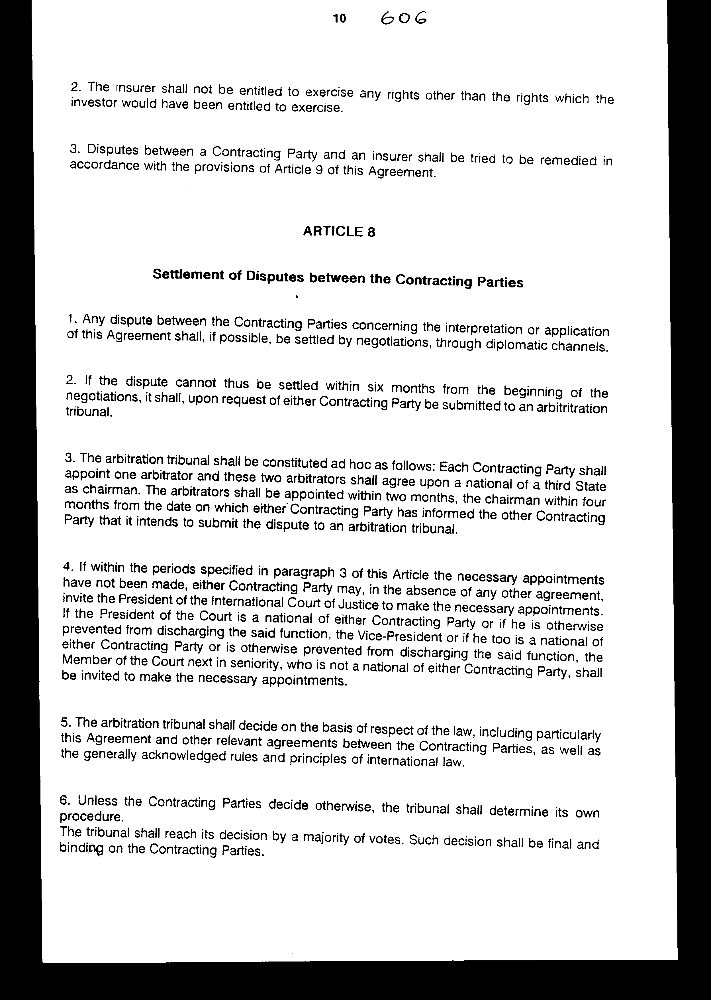 10 606
2. The insurer shall not be entitled to exercise any rights other than the rights which the
investor would have been entitled to exercise.
3. Disputes between a Contracting Party and an insurer shall be tried to be remedied in
accordance with the provisions of Article 9 of this Agreement.
ARTICLE 8
Settlement of Disputes between the Contracting Parties
1. Any dispute between the Contracting Parties concerning the interpretation or application
of this Agreement shall, if possible, be settled by negotiations, through diplomatic channels.
2. If the dispute cannot thus be settled within six months from the beginning of the
negotiations, it shall, upon request of either Contracting Party be submitted to an arbitritration
tribunal.
3. The arbitration tribunal shall be constituted ad hoc as follows: Each Contracting Party shall
appoint one arbitrator and these two arbitrators shall agree upon a national of a third State
as chairman. The arbitrators shall be appointed within two months, the chairman within four
months from the date on which either Contracting Party has informed the other Contracting
Party that it intends to submit the dispute to an arbitration tribunal.
4. If within the periods specified in paragraph 3 of this Article the necessary appointments
have not been made, either Contracting Party may, in the absence of any other agreement,
invite the President of the International Court of Justice to make the necessary appointments.
If the President of the Court is a national of either Contracting Party or if he is otherwise
prevented from discharging the said function, the Vice-President or if he too is a national of
either Contracting Party or is otherwise prevented from discharging the said function, the
Member of the Court next in seniority, who is not a national of either Contracting Party, shall
be invited to make the necessary appointments.
5. The arbitration tribunal shall decide on the basis of respect of the law, including particularly
this Agreement and other relevant agreements between the Contracting Parties, as well as
the generally acknowledged rules and principles of international law.
6. Unless the Contracting Parties decide otherwise, the tribunal shall determine its own
procedure.
The tribunal shall reach its decision by a majority of votes. Such decision shall be final and
binding on the Contracting Parties.